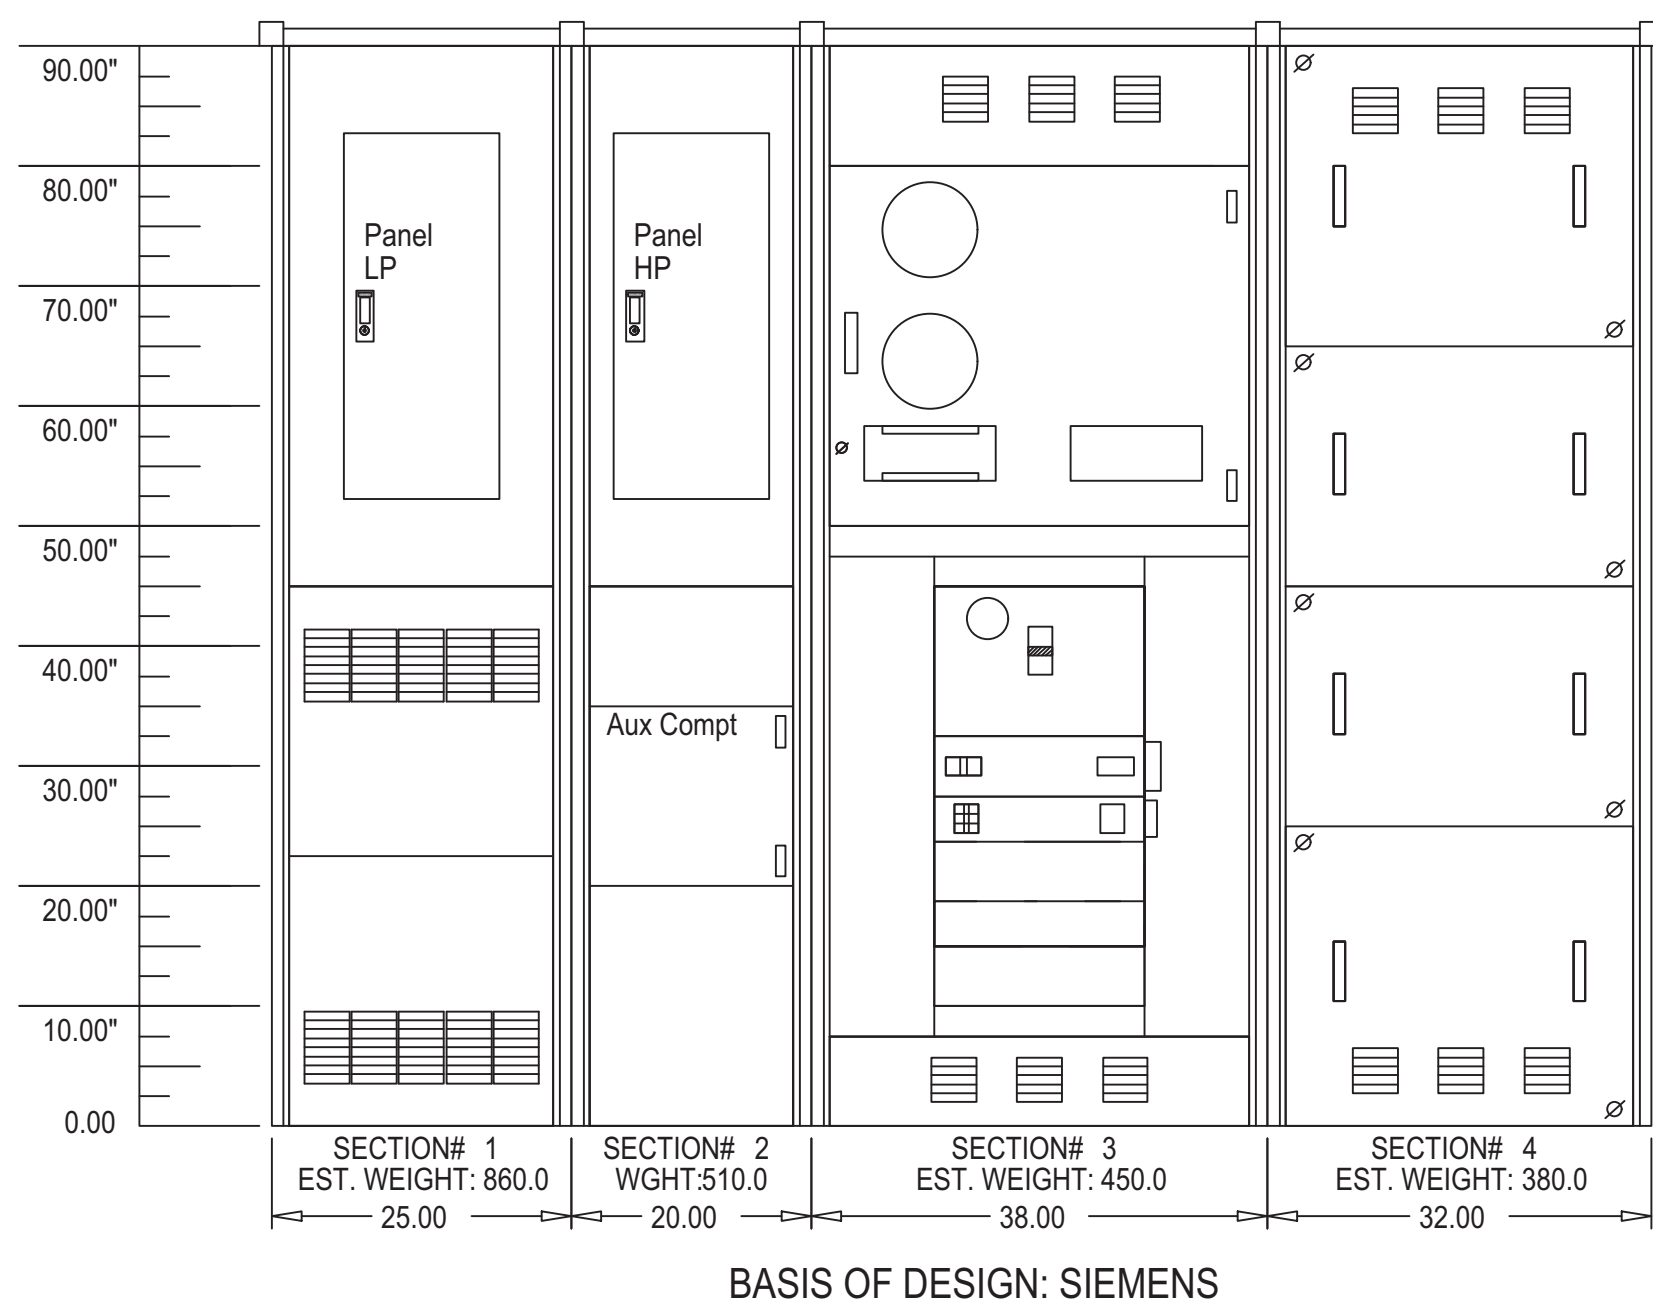 90.00"
80.00"
70.00"
60.00"
50.00"
40.00"
30.00"
20.00"
10.00"
0.00
Panel
LP
Panel
HP
Aux Compt
SECTION# 1
EST. WEIGHT: 860.0
25.00
SECTION# 2
WGHT:510.0
20.00
SECTION# 3
EST. WEIGHT: 450.0
38.00
SECTION# 4
EST. WEIGHT: 380.0
32.00
BASIS OF DESIGN: SIEMENS